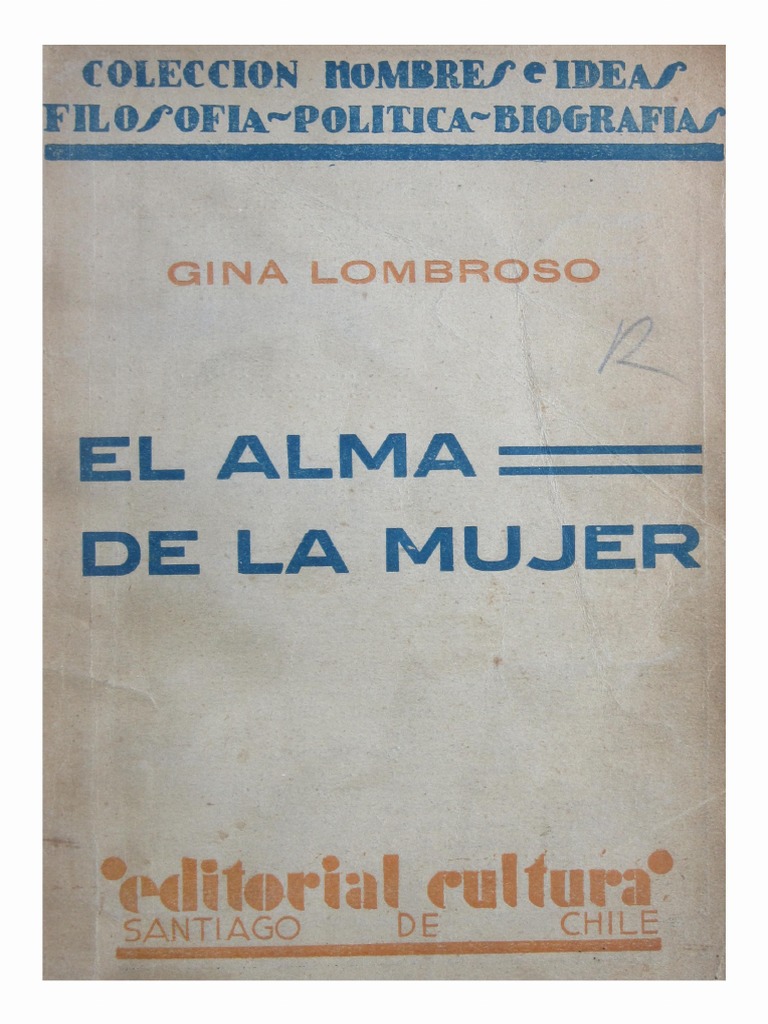 COLECCION HOMBRES e IDEAS
FILOSOFIA~POLITICA~BIOGRAFIAS
GINA LOMBROSO
R
EL ALMA
DE LA MUJER
editorial cultura
SANTIAGO DE CHILE